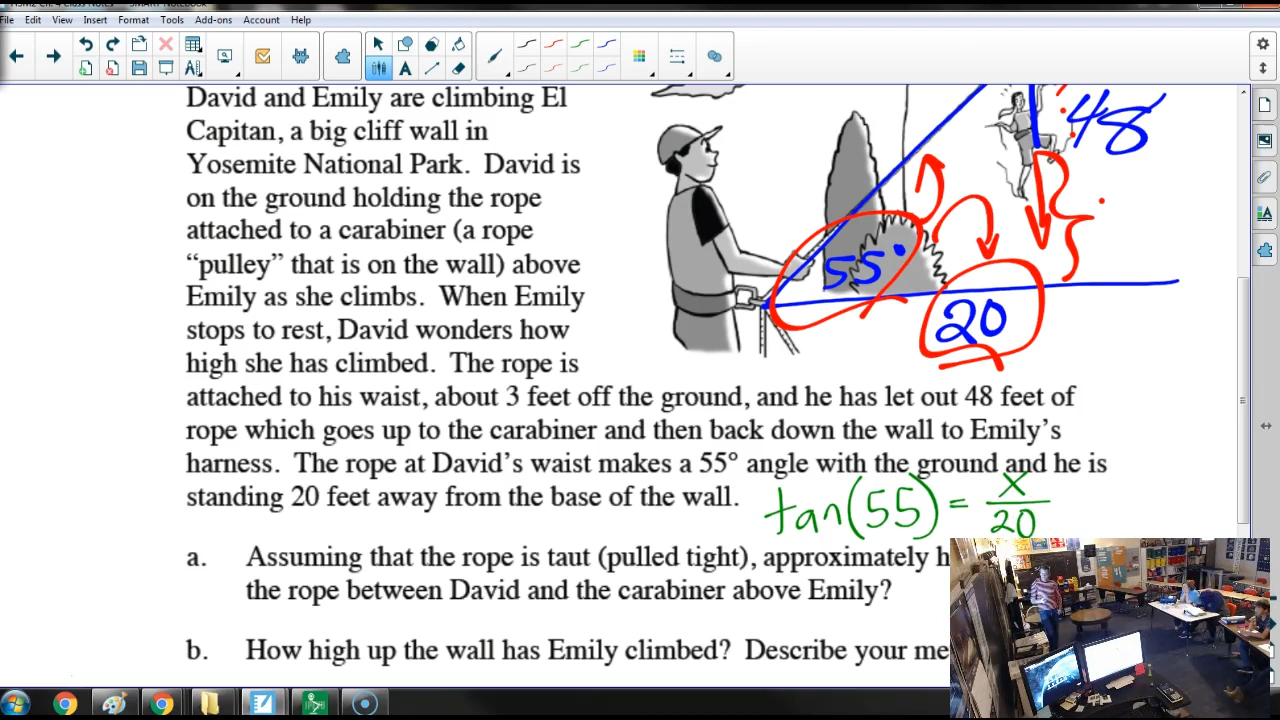 File Edit View Insert Format Tools Add-ons Account Help
David and Emily are climbing El
Capitan, a big cliff wall in
Yosemite National Park. David is
on the ground holding the rope
attached to a carabiner (a rope
“pulley” that is on the wall) above
Emily as she climbs. When Emily
stops to rest, David wonders how
high she has climbed. The rope is
attached to his waist, about 3 feet off the ground, and he has let out 48 feet of
rope which goes up to the carabiner and then back down the wall to Emily’s
harness. The rope at David’s waist makes a 55° angle with the ground and he is
standing 20 feet away from the base of the wall.
48
55°
20
tan(55) = x/20
a. Assuming that the rope is taut (pulled tight), approximately
the rope between David and the carabiner above Emily?
b. How high up the wall has Emily climbed? Describe your